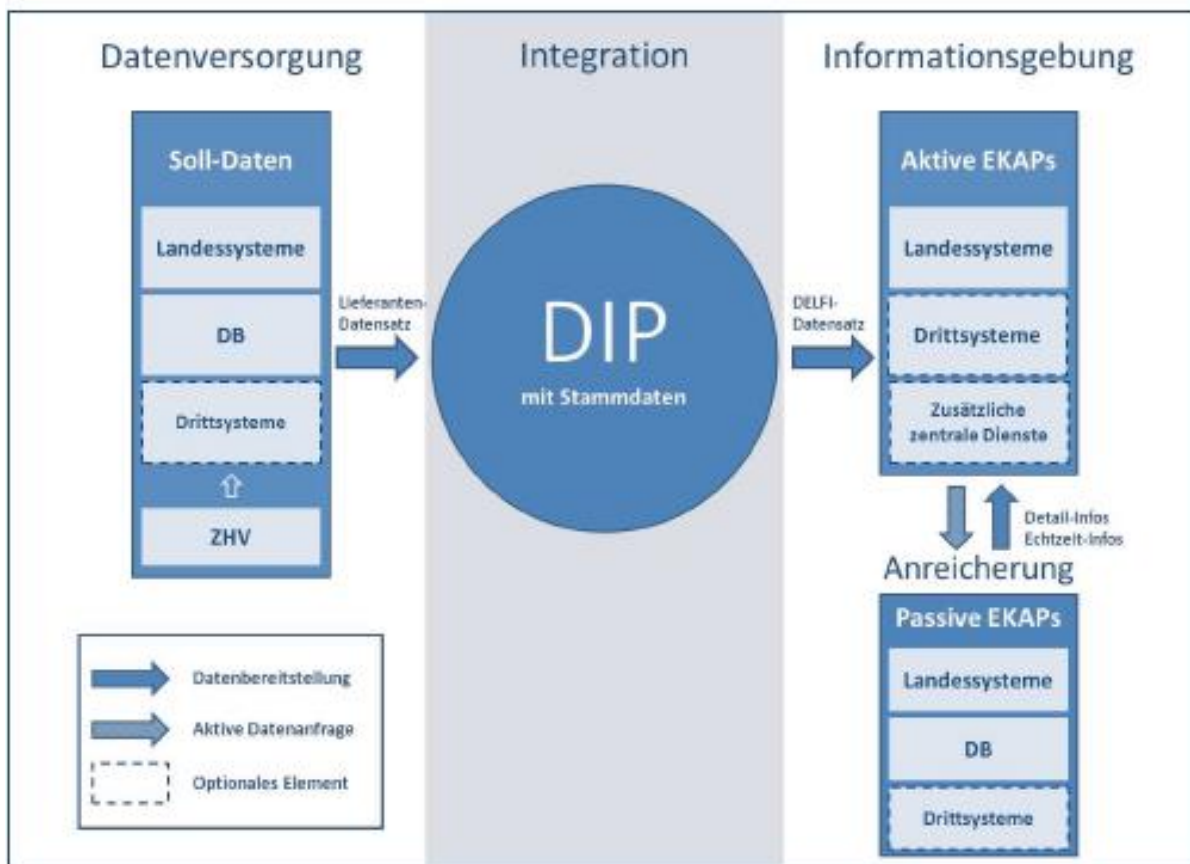 Datenversorgung
Integration
Informationsgebung
Soll-Daten
Landessysteme
DB
Drittsysteme
ZHV
Lieferanten-
Datensatz
DIP
mit Stammdaten
DELFI-
Datensatz
Aktive EKAPs
Landessysteme
Drittsysteme
Zusätzliche
zentrale Dienste
Detail-Infos
Echtzeit-Infos
Anreicherung
Passive EKAPs
Landessysteme
DB
Drittsysteme
Datenbereitstellung
Aktive Datenanfrage
Optionales Element